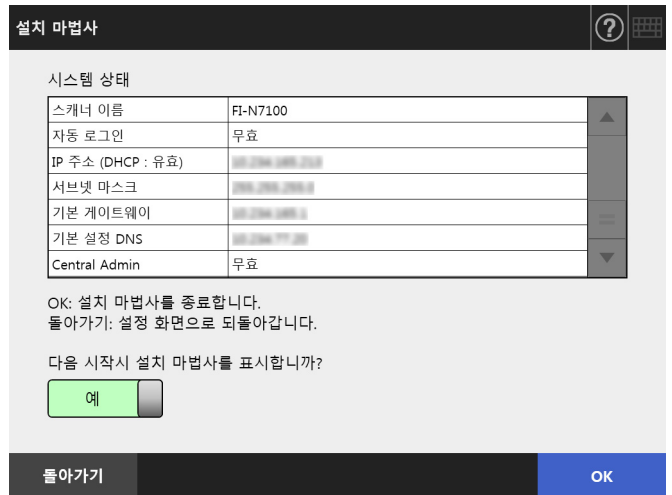 설치 마법사
시스템 상태
스캐너 이름 FI-N7100
자동 로그인 무효
IP 주소 (DHCP : 유효)
서브넷 마스크
기본 게이트웨이
기본 설정 DNS
Central Admin 무효
OK: 설치 마법사를 종료합니다.
돌아가기: 설정 화면으로 되돌아갑니다.
다음 시작시 설치 마법사를 표시합니까?
예
돌아가기 OK